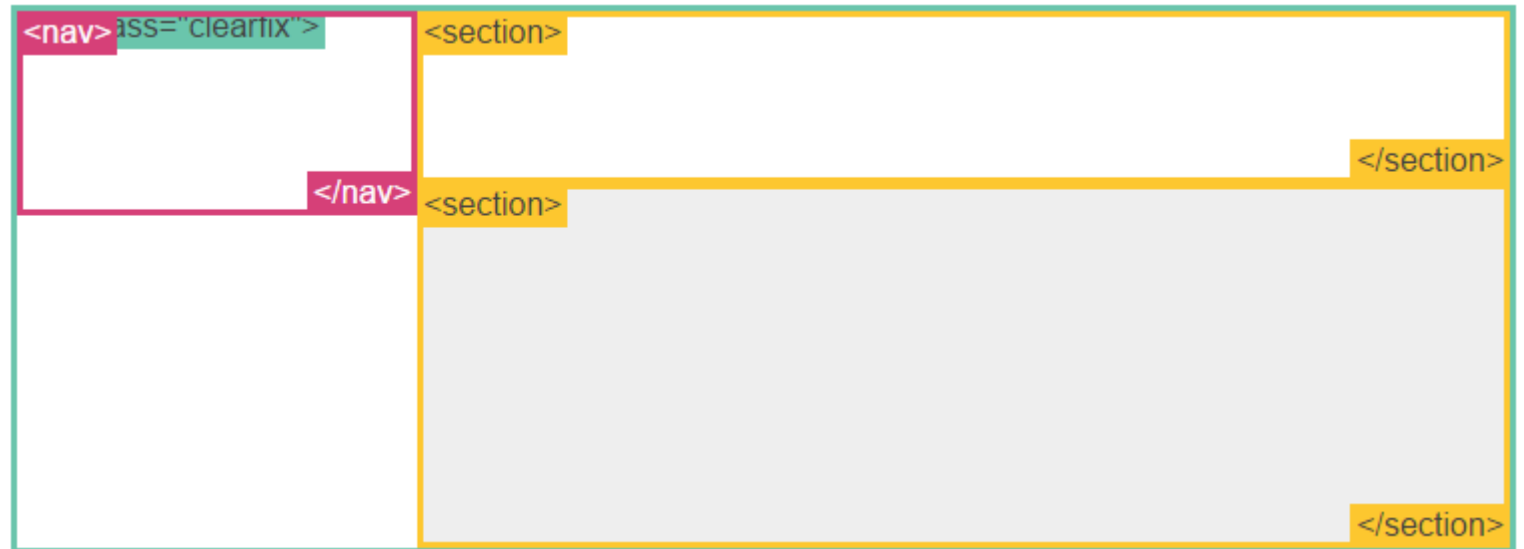 <nav>
ass="clearfix">
</nav>
<section>
</section>
<section>
</section>